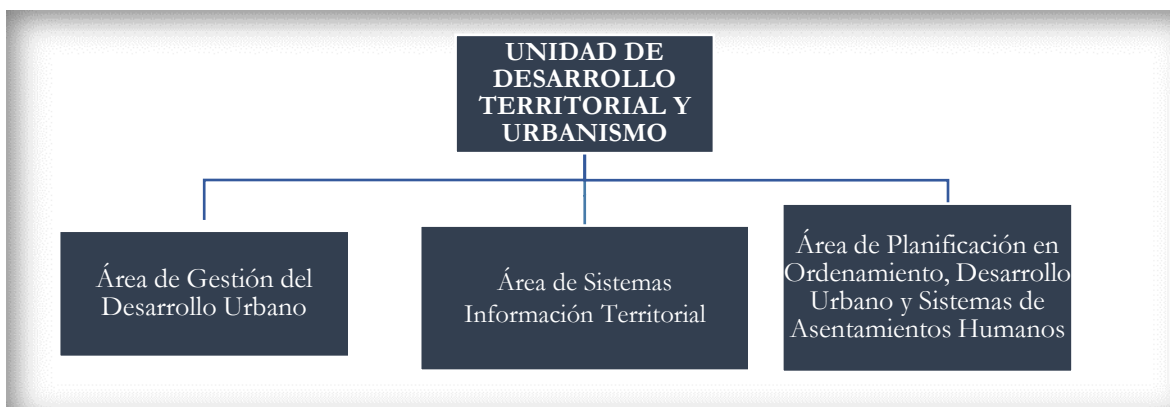 UNIDAD DE
DESARROLLO
TERRITORIAL Y
URBANISMO
Área de Gestión del
Desarrollo Urbano
Área de Sistemas
Información Territorial
Área de Planificación en
Ordenamiento, Desarrollo
Urbano y Sistemas de
Asentamientos Humanos